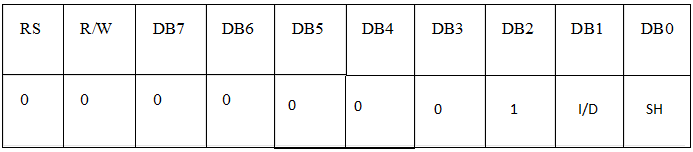 RS R/W DB7 DB6 DB5 DB4 DB3 DB2 DB1 DB0
0 0 0 0 0 0 0 1 I/D SH